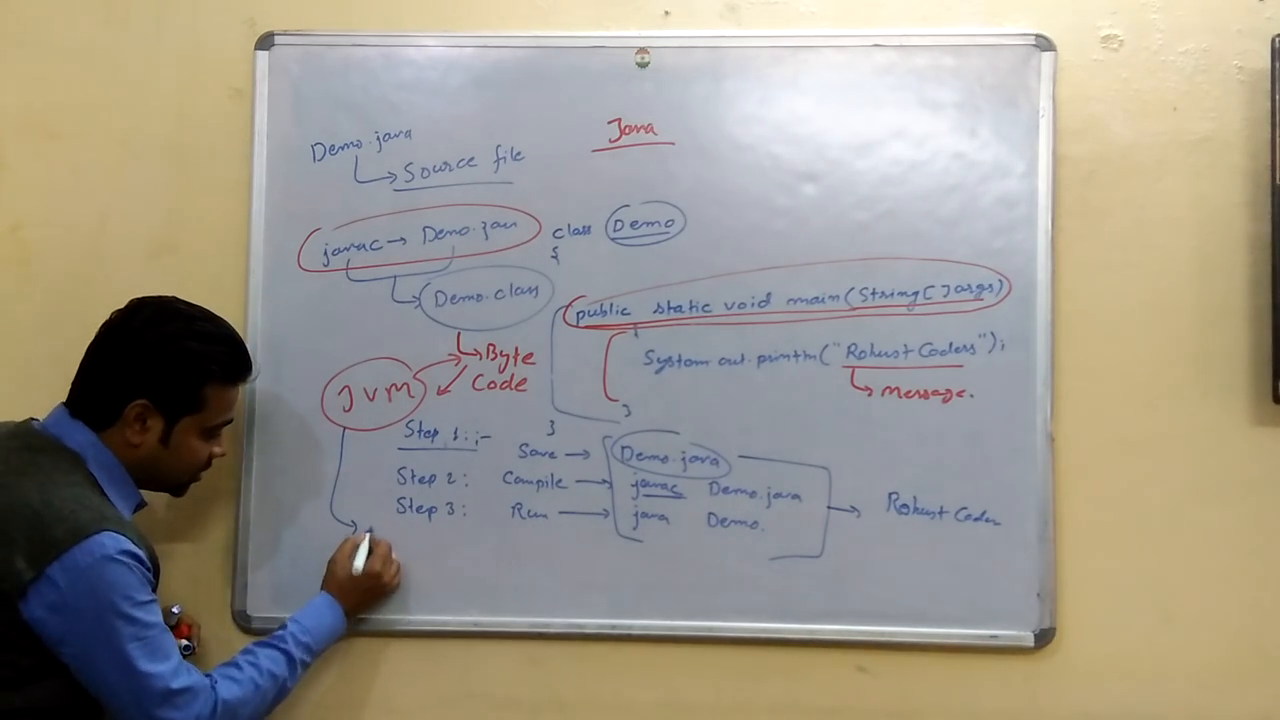 Java
Demo.java
Source file
javac → Demo.java
class Demo
{
Demo.class
public static void main(String[]args)
{
System.out.println("Robust Coders");
Byte
Code
JVM
message.
}
}
Step 1:;- Save → Demo.java
Step 2: Compile → javac Demo.java
Step 3: Run → java Demo.
Robust Coder